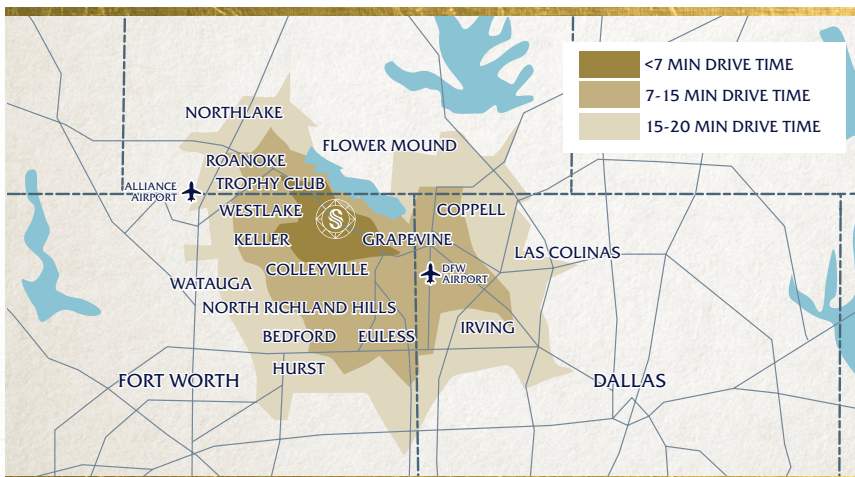 <7 MIN DRIVE TIME
7-15 MIN DRIVE TIME
15-20 MIN DRIVE TIME
NORTHLAKE
FLOWER MOUND
ROANOKE
ALLIANCE
AIRPORT
TROPHY CLUB
WESTLAKE
COPPELL
KELLER
GRAPEVINE
LAS COLINAS
COLLEYVILLE
DFW
AIRPORT
WATAUGA
NORTH RICHLAND HILLS
IRVING
BEDFORD
EULESS
HURST
FORT WORTH
DALLAS